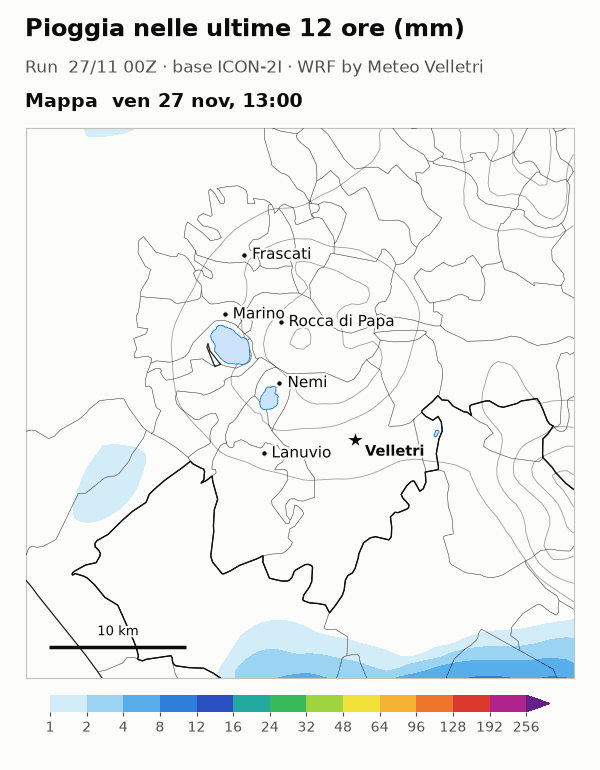 Pioggia nelle ultime 12 ore (mm)
Run  27/11 00Z · base ICON-2I · WRF by Meteo Velletri
Mappa  ven 27 nov, 13:00
Frascati
Marino
Rocca di Papa
Nemi
Velletri
Lanuvio
10 km
1 2 4 8 12 16 24 32 48 64 96 128 192 256